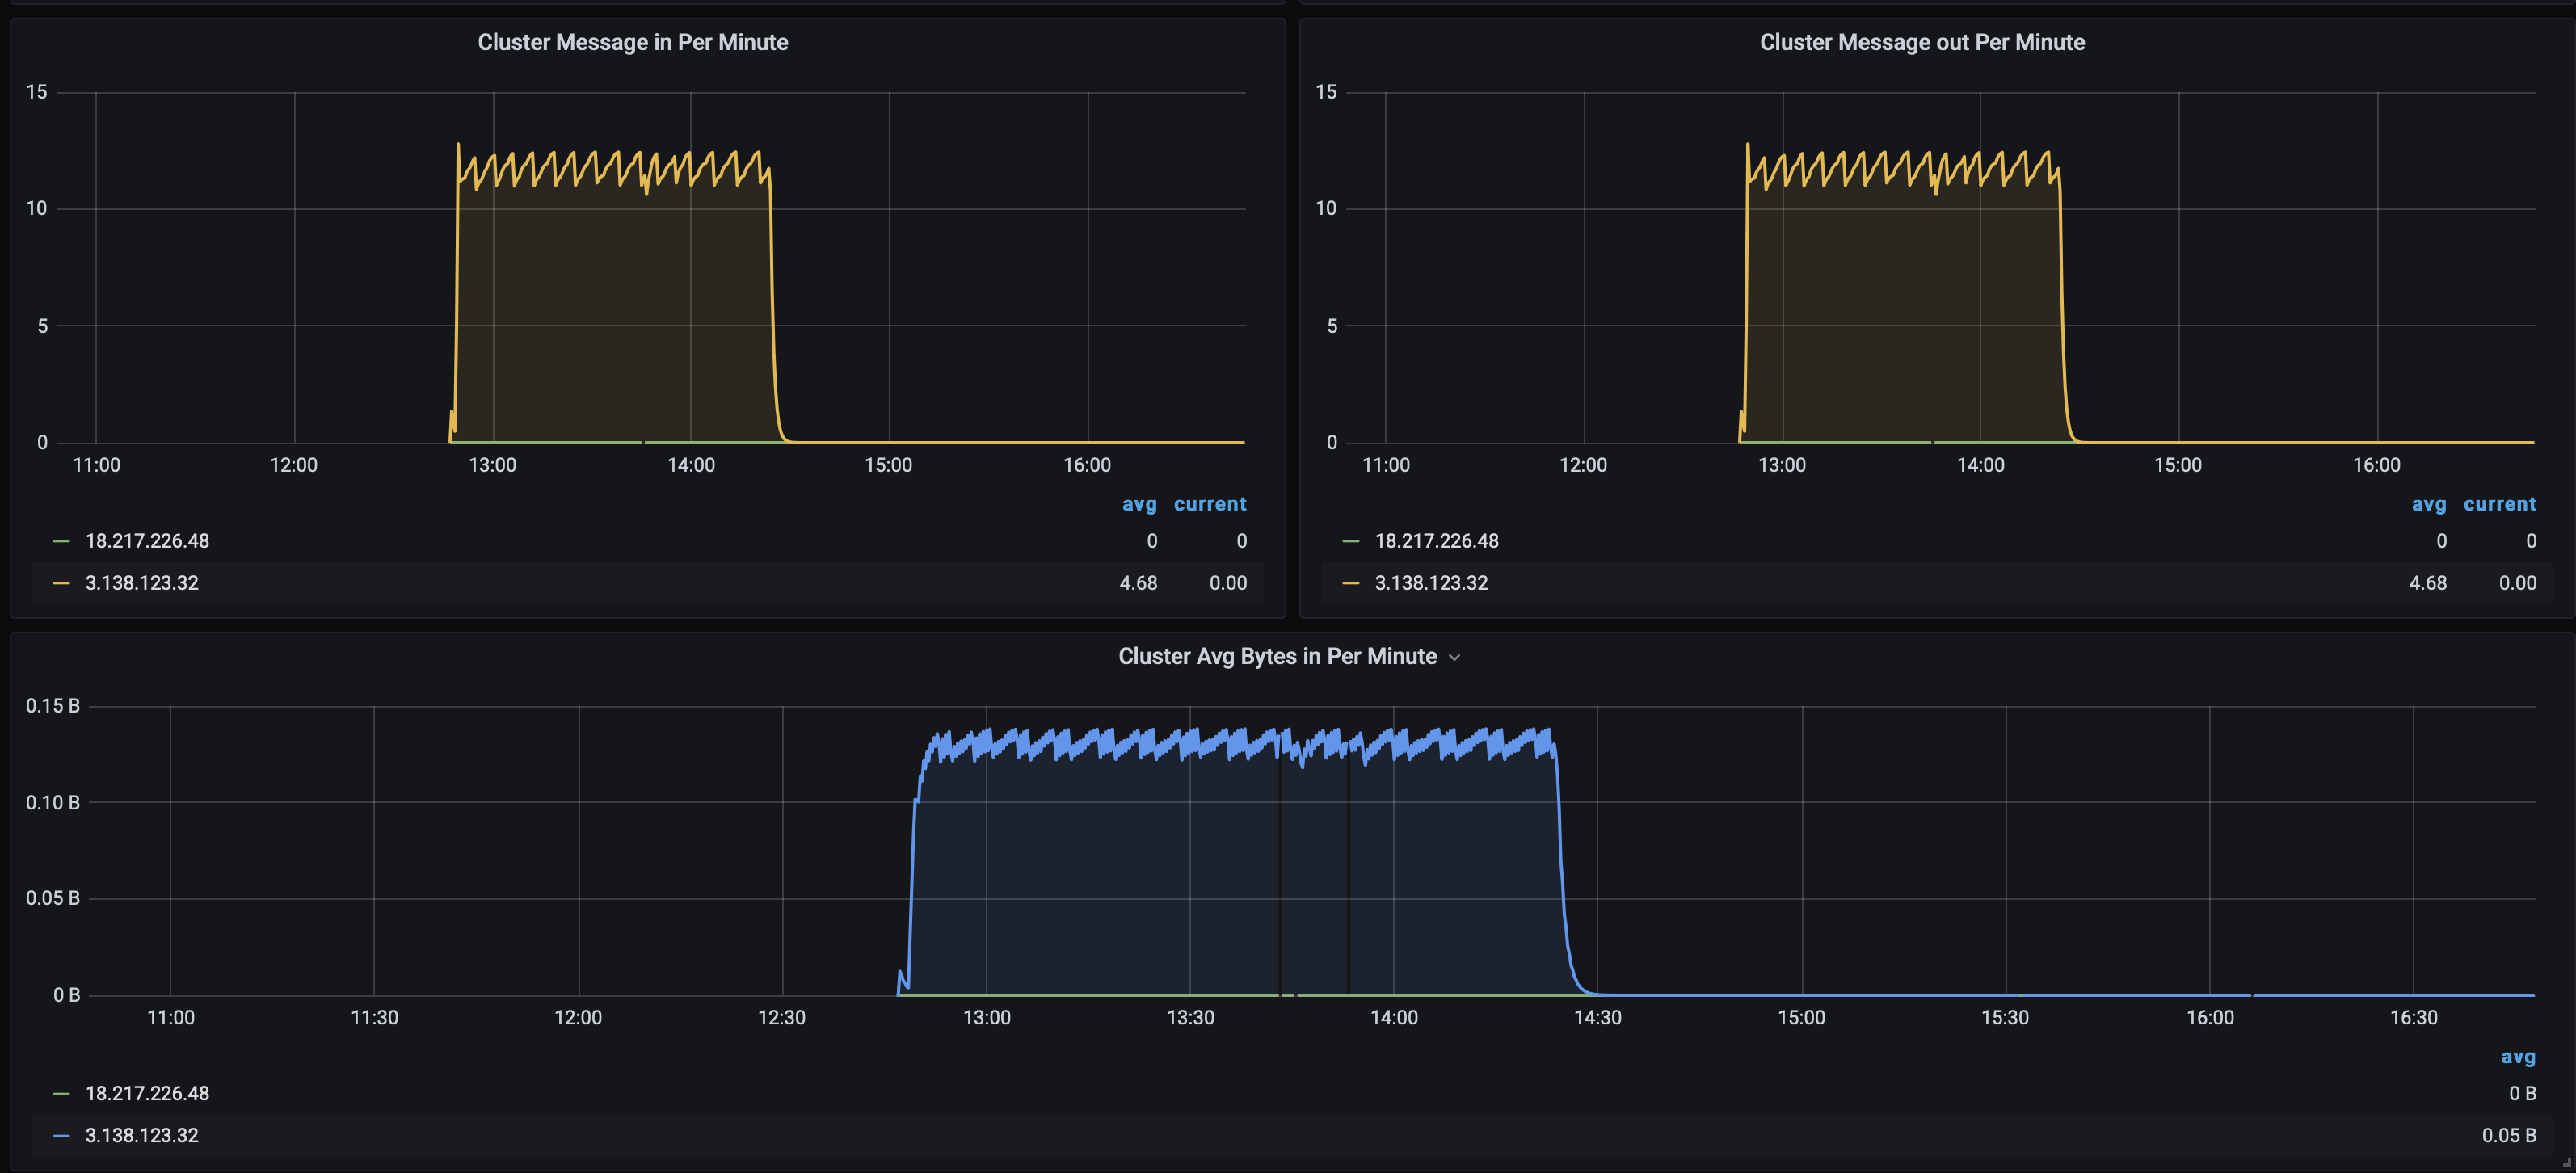 Cluster Message in Per Minute
15
10
5
0
11:00 12:00 13:00 14:00 15:00 16:00
avg current
18.217.226.48 0 0
3.138.123.32 4.68 0.00
Cluster Message out Per Minute
15
10
5
0
11:00 12:00 13:00 14:00 15:00 16:00
avg current
18.217.226.48 0 0
3.138.123.32 4.68 0.00
Cluster Avg Bytes in Per Minute
0.15 B
0.10 B
0.05 B
0 B
11:00 11:30 12:00 12:30 13:00 13:30 14:00 14:30 15:00 15:30 16:00 16:30
avg
18.217.226.48 0 B
3.138.123.32 0.05 B